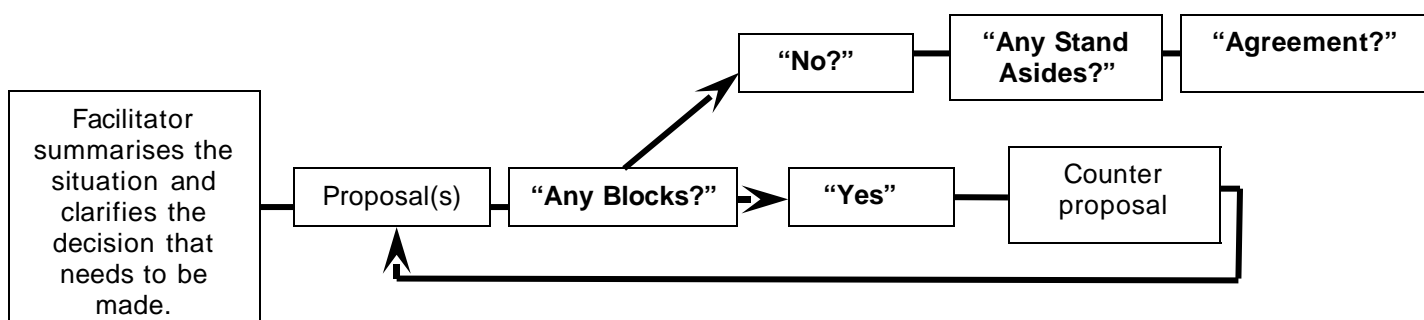 Facilitator
summarises the
situation and
clarifies the
decision that
needs to be
made.
Proposal(s)
“Any Blocks?”
“No?”
“Any Stand
Asides?”
“Agreement?”
“Yes”
Counter
proposal